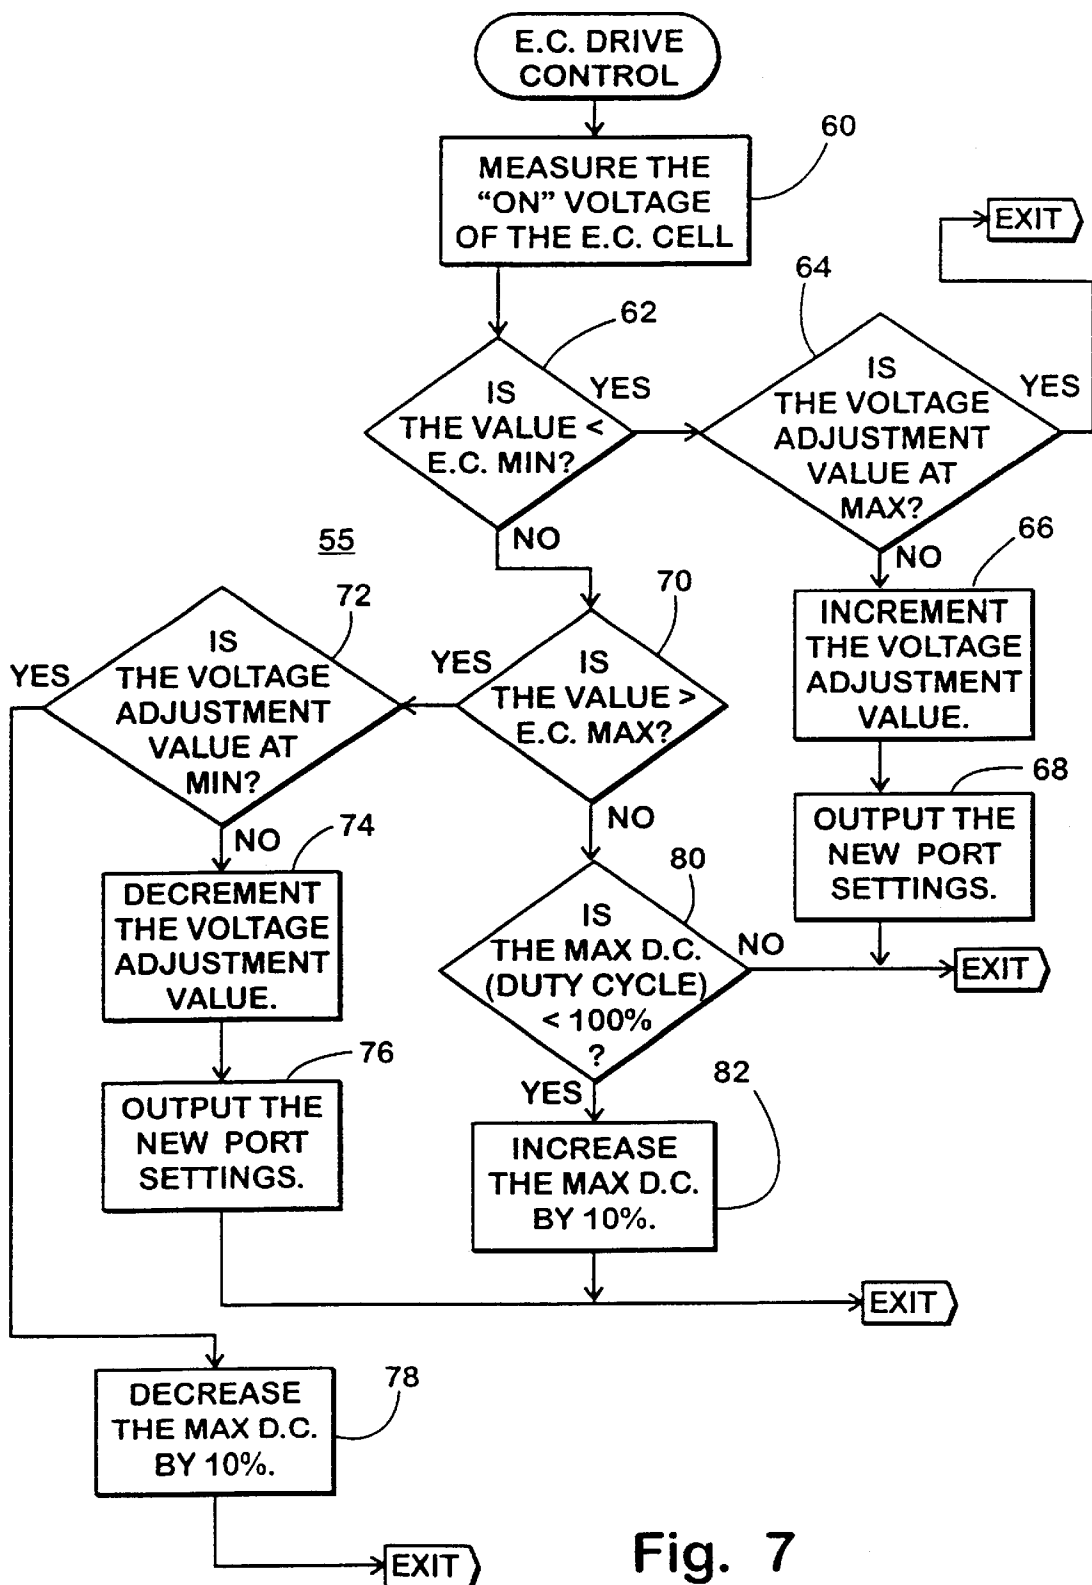 E.C. DRIVE
CONTROL
60
MEASURE THE
“ON” VOLTAGE
OF THE E.C. CELL
EXIT
64
62
IS
THE VALUE <
E.C. MIN?
YES
IS
THE VOLTAGE
ADJUSTMENT
VALUE AT
MAX?
YES
NO
NO
55
66
INCREMENT
THE VOLTAGE
ADJUSTMENT
VALUE.
72
70
YES
IS
THE VOLTAGE
ADJUSTMENT
VALUE AT
MIN?
YES
IS
THE VALUE >
E.C. MAX?
68
OUTPUT THE
NEW PORT
SETTINGS.
NO
NO
74
DECREMENT
THE VOLTAGE
ADJUSTMENT
VALUE.
80
IS
THE MAX D.C.
(DUTY CYCLE)
< 100%
?
NO
EXIT
76
OUTPUT THE
NEW PORT
SETTINGS.
YES
82
INCREASE
THE MAX D.C.
BY 10%.
EXIT
78
DECREASE
THE MAX D.C.
BY 10%.
EXIT
Fig. 7